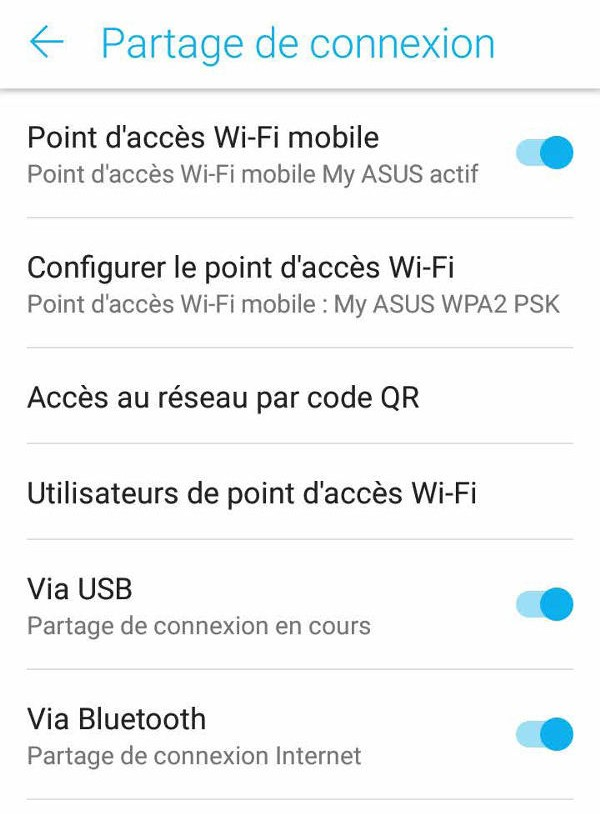 Partage de connexion
Point d'accès Wi-Fi mobile
Point d'accès Wi-Fi mobile My ASUS actif
Configurer le point d'accès Wi-Fi
Point d'accès Wi-Fi mobile : My ASUS WPA2 PSK
Accès au réseau par code QR
Utilisateurs de point d'accès Wi-Fi
Via USB
Partage de connexion en cours
Via Bluetooth
Partage de connexion Internet